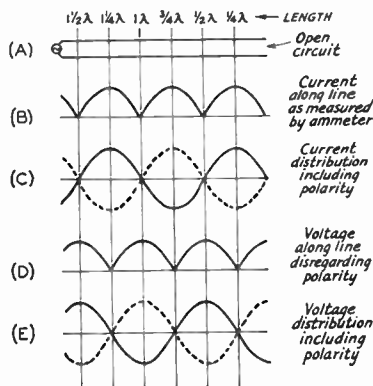 1½λ 1¼λ 1λ ¾λ ½λ ¼λ ← LENGTH
(A)
Open
circuit
(B)
Current
along line
as measured
by ammeter
(C)
Current
distribution
including
polarity
(D)
Voltage
along line
disregarding
polarity
(E)
Voltage
distribution
including
polarity